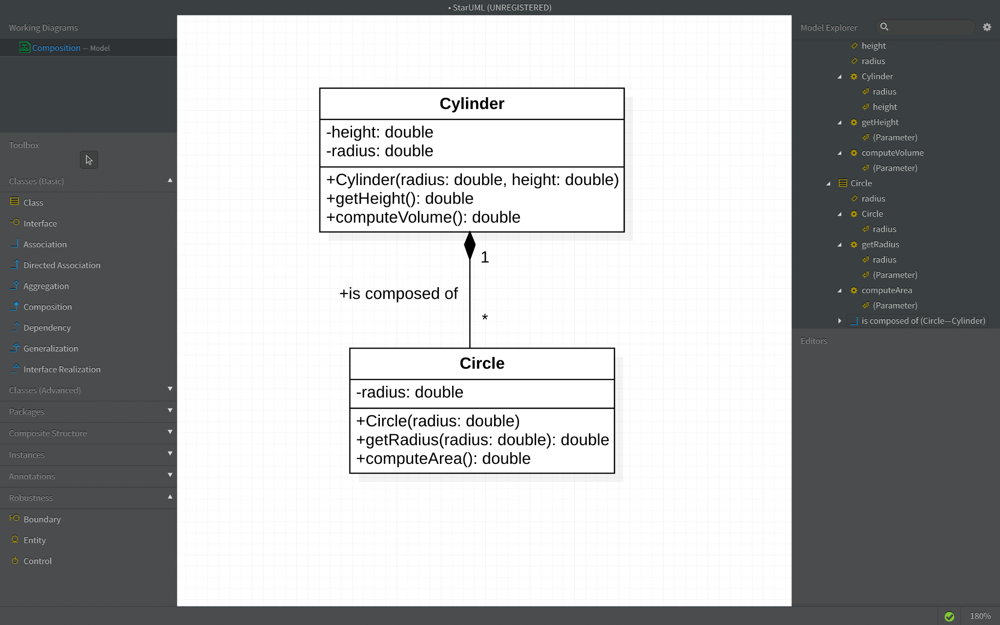 • StarUML (UNREGISTERED)
Working Diagrams
Composition — Model
Toolbox
Classes (Basic)
Class
Interface
Association
Directed Association
Aggregation
Composition
Dependency
Generalization
Interface Realization
Classes (Advanced)
Packages
Composite Structure
Instances
Annotations
Robustness
Boundary
Entity
Control
Cylinder
-height: double
-radius: double
+Cylinder(radius: double, height: double)
+getHeight(): double
+computeVolume(): double
1
+is composed of
*
Circle
-radius: double
+Circle(radius: double)
+getRadius(radius: double): double
+computeArea(): double
Model Explorer
height
radius
Cylinder
radius
height
getHeight
(Parameter)
computeVolume
(Parameter)
Circle
radius
Circle
radius
getRadius
radius
(Parameter)
computeArea
(Parameter)
is composed of (Circle—Cylinder)
Editors
180%